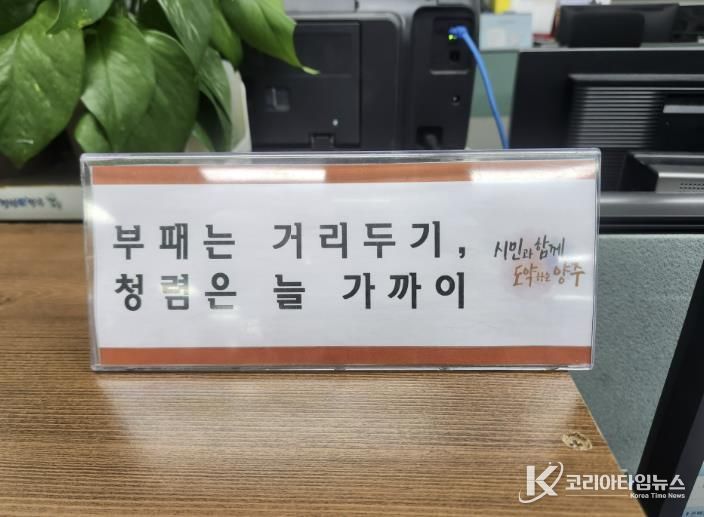 부패는 거리두기,
청렴은 늘 가까이
시민과 함께
도약하는 양주
코리아타임뉴스
Korea Time News